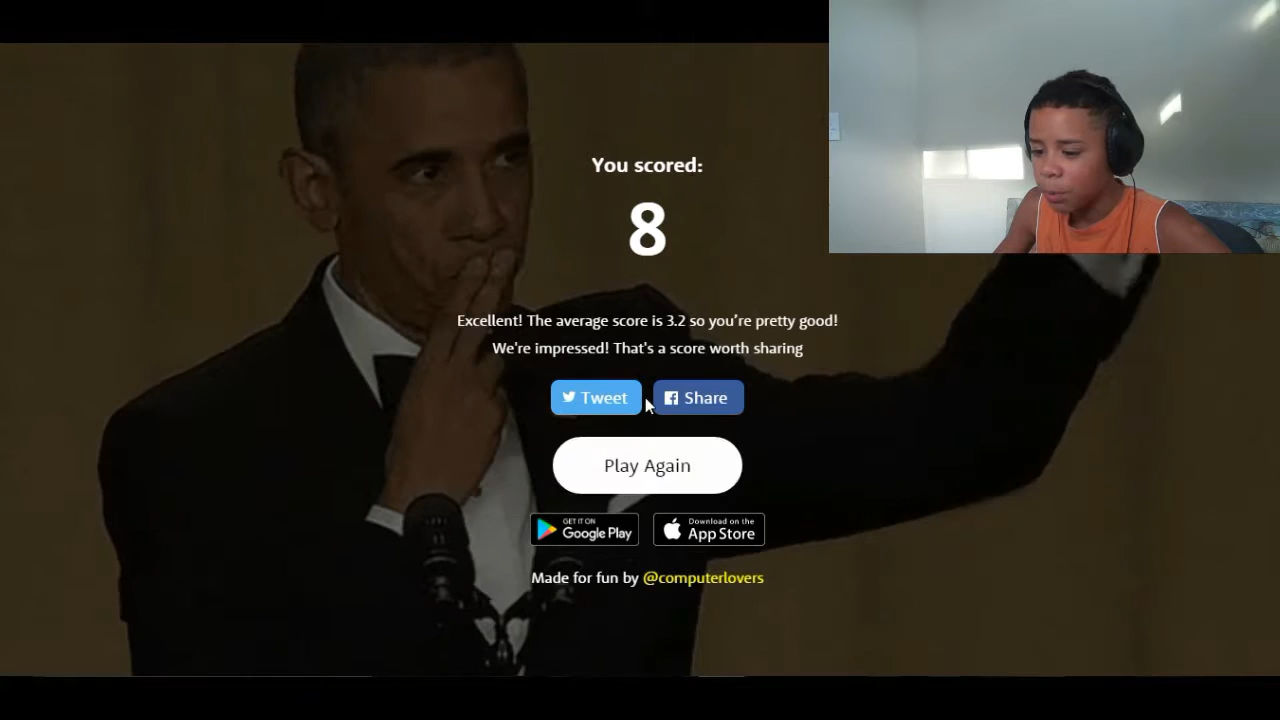 You scored:
8
Excellent! The average score is 3.2 so you’re pretty good!
We're impressed! That's a score worth sharing
Tweet
Share
Play Again
GET IT ON
Google Play
Download on the
App Store
Made for fun by @computerlovers